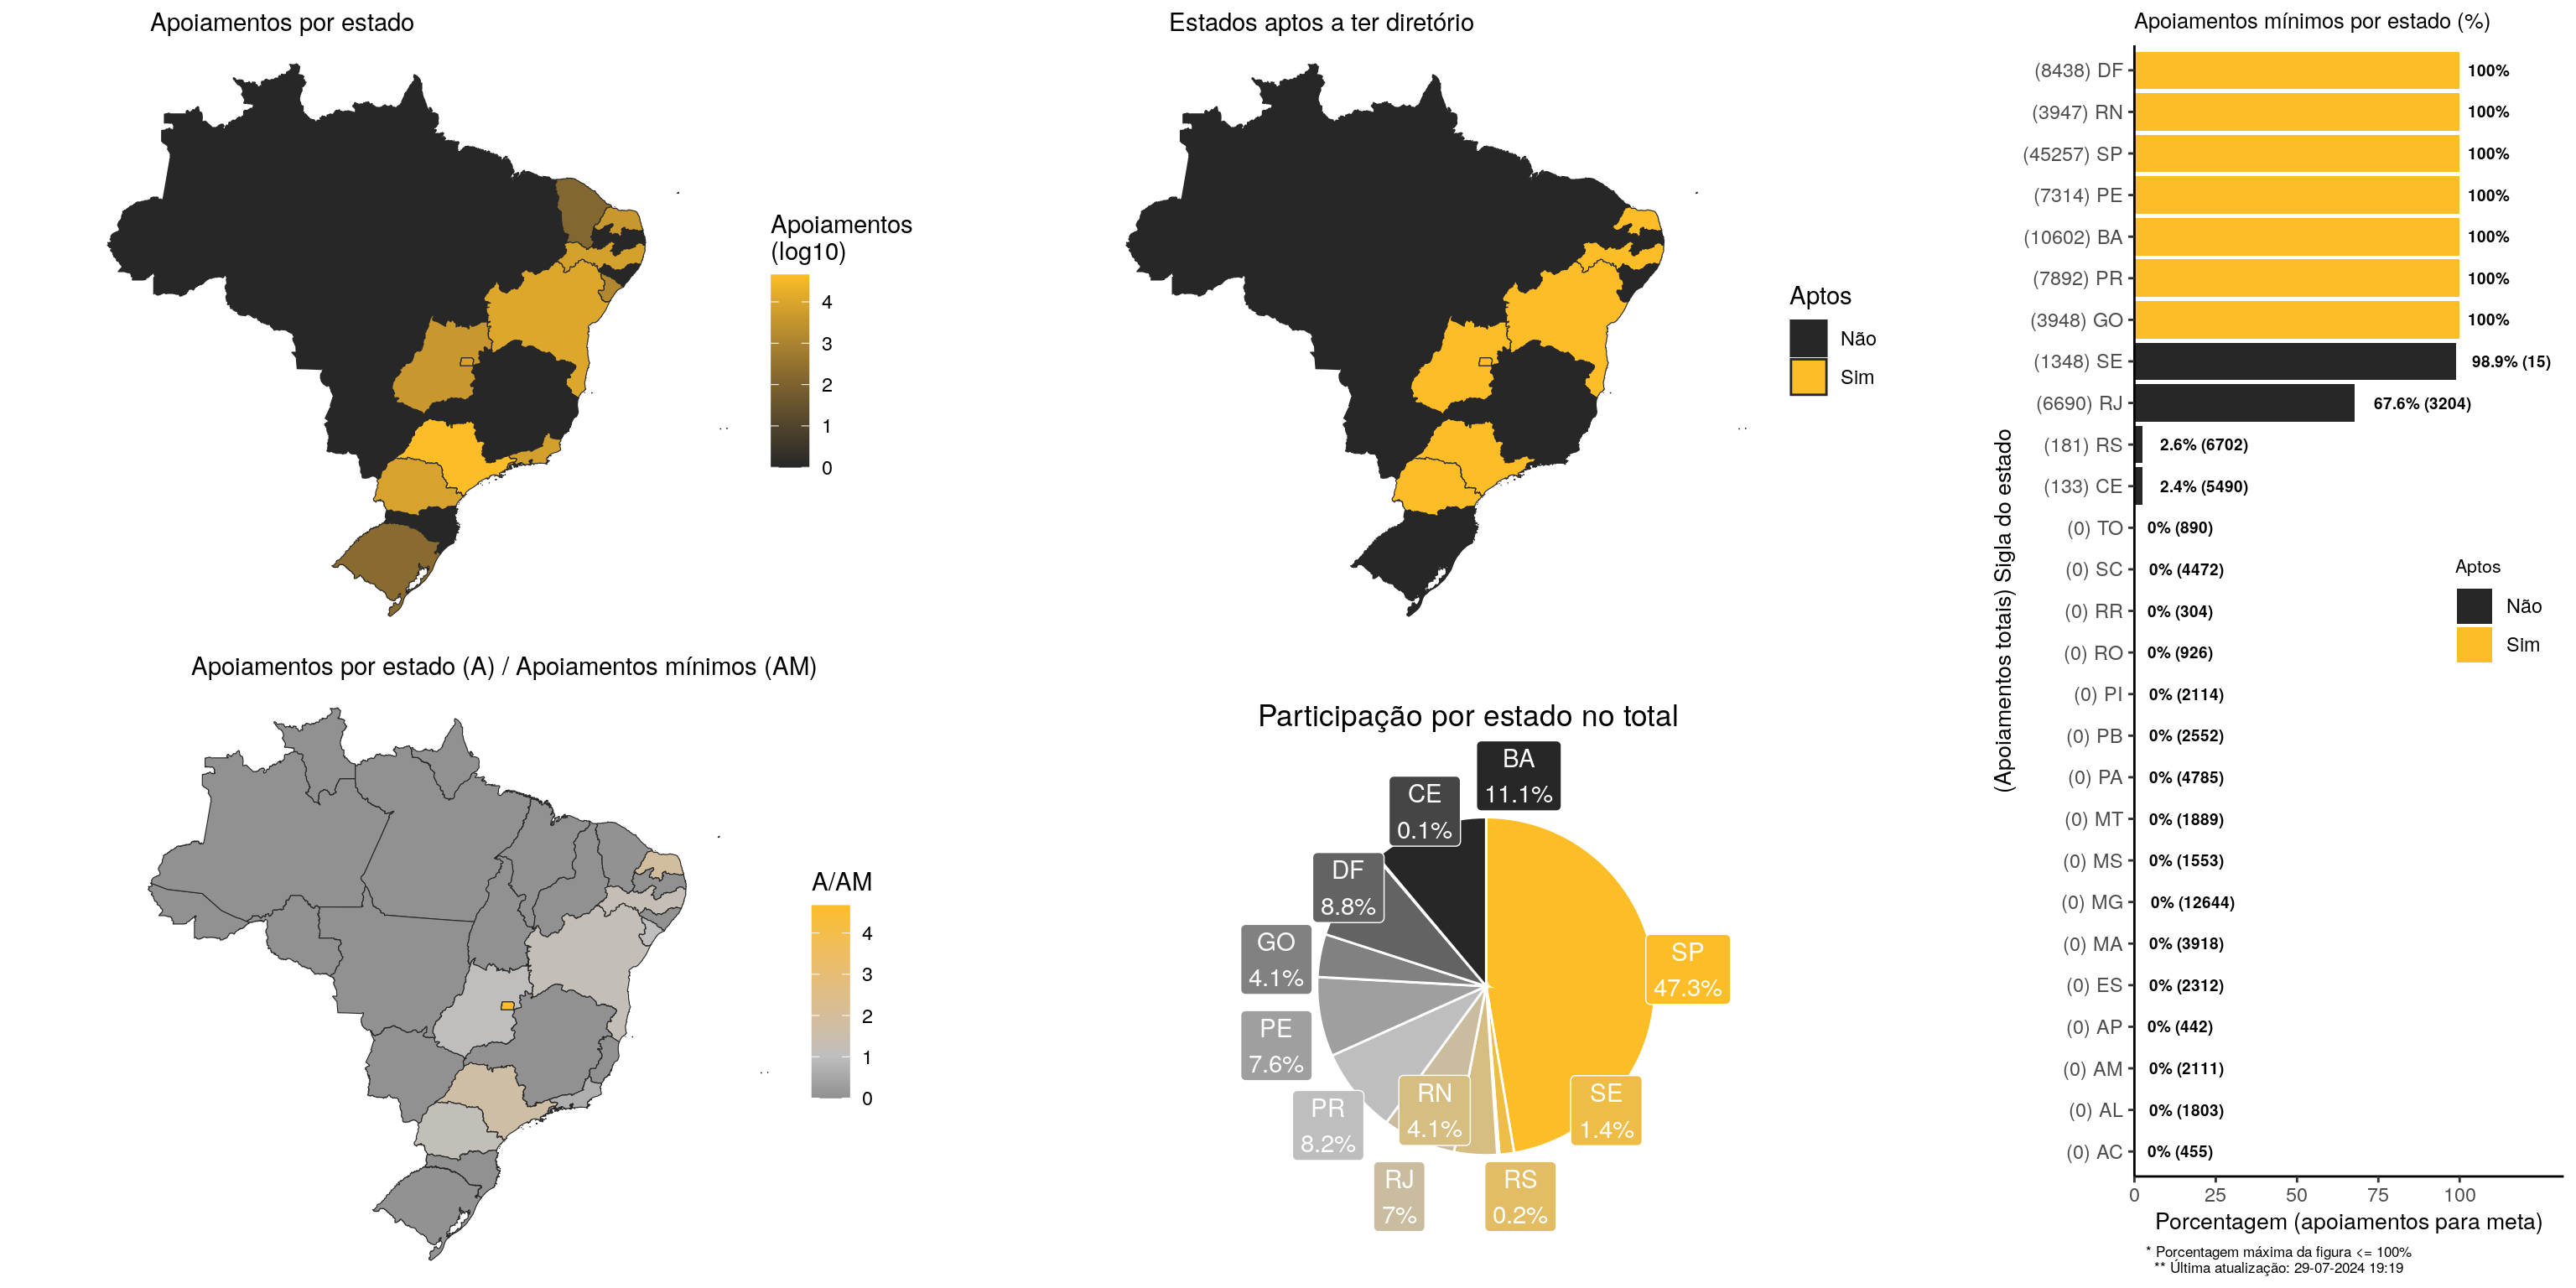 Apoiamentos por estado
Apoiamentos
(log10)
4
3
2
1
0
Estados aptos a ter diretório
Aptos
Não
Sim
Apoiamentos por estado (A) / Apoiamentos mínimos (AM)
A/AM
4
3
2
1
0
Participação por estado no total
BA
11.1%
CE
0.1%
DF
8.8%
GO
4.1%
PE
7.6%
PR
8.2%
RJ
7%
RN
4.1%
RS
0.2%
SE
1.4%
SP
47.3%
Apoiamentos mínimos por estado (%)
(Apoiamentos totais) Sigla do estado
(8438) DF 100%
(3947) RN 100%
(45257) SP 100%
(7314) PE 100%
(10602) BA 100%
(7892) PR 100%
(3948) GO 100%
(1348) SE 98.9% (15)
(6690) RJ 67.6% (3204)
(181) RS 2.6% (6702)
(133) CE 2.4% (5490)
(0) TO 0% (890)
(0) SC 0% (4472)
(0) RR 0% (304)
(0) RO 0% (926)
(0) PI 0% (2114)
(0) PB 0% (2552)
(0) PA 0% (4785)
(0) MT 0% (1889)
(0) MS 0% (1553)
(0) MG 0% (12644)
(0) MA 0% (3918)
(0) ES 0% (2312)
(0) AP 0% (442)
(0) AM 0% (2111)
(0) AL 0% (1803)
(0) AC 0% (455)
Aptos
Não
Sim
0 25 50 75 100
Porcentagem (apoiamentos para meta)
* Porcentagem máxima da figura <= 100%
** Última atualização: 29-07-2024 19:19